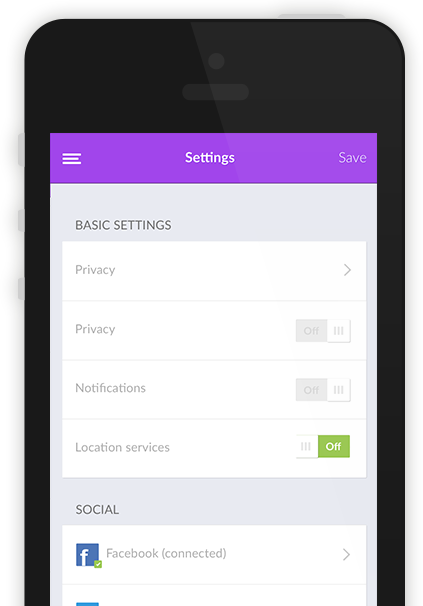 Settings Save
BASIC SETTINGS
Privacy
Privacy Off
Notifications Off
Location services Off
SOCIAL
f Facebook (connected)